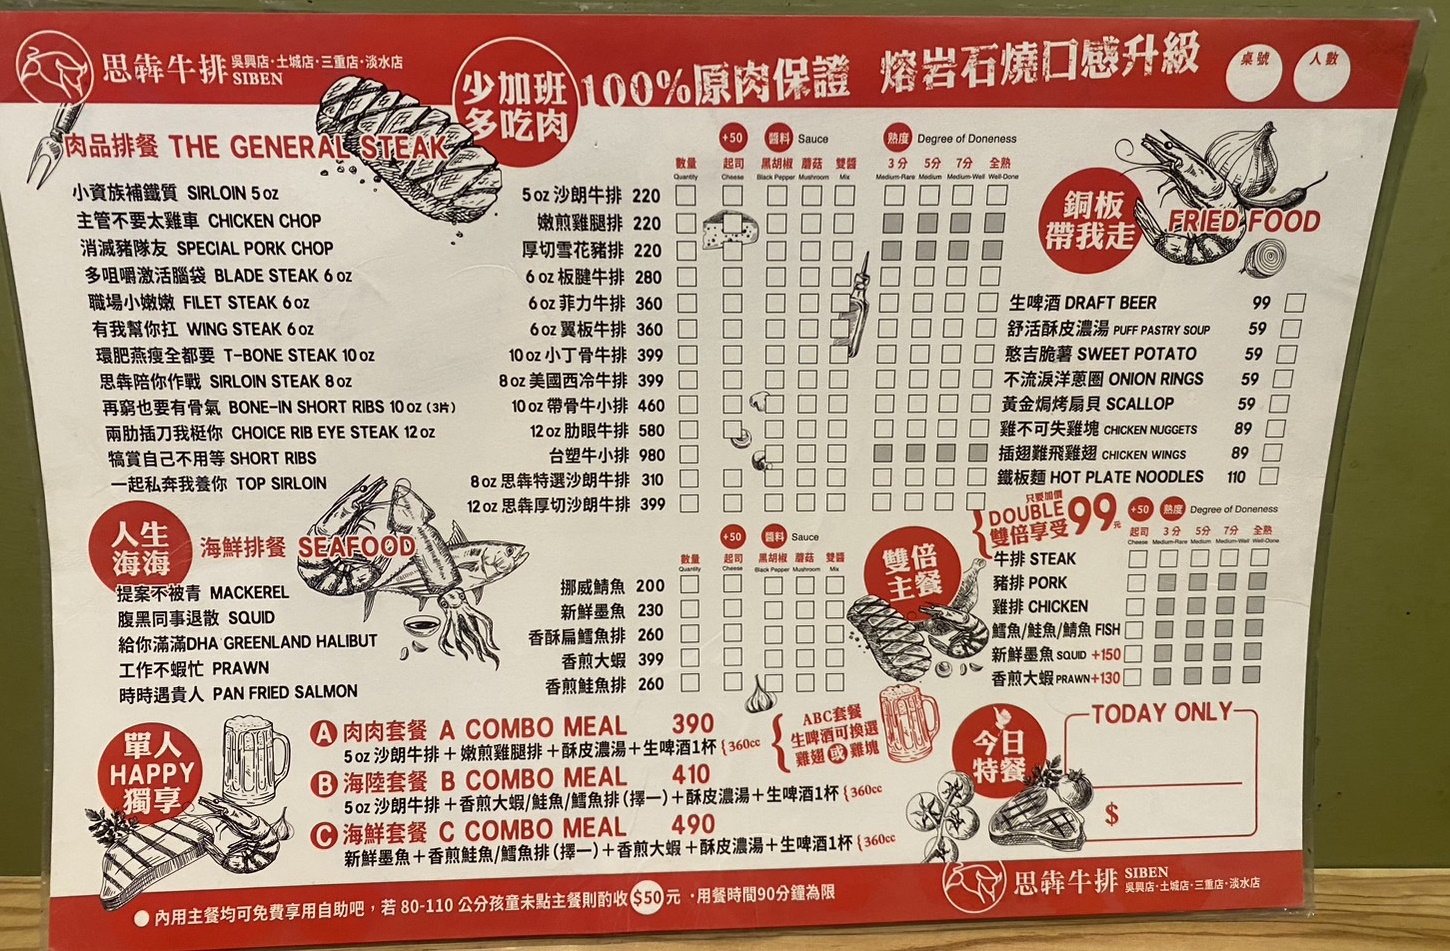 思犇牛排 吳興店·土城店·三重店·淡水店
SIBEN
少加班
多吃肉
100%原肉保證 熔岩石燒口感升級
桌號 人數
肉品排餐 THE GENERAL STEAK
+50 醬料 Sauce 熟度 Degree of Doneness
數量 起司 黑胡椒 蘑菇 雙醬 3分 5分 7分 全熟
Quantity Cheese Black Pepper Mushroom Mix Medium-Rare Medium Medium-Well Well-Done
小資族補鐵質 SIRLOIN 5oz 5oz 沙朗牛排 220
主管不要太雞車 CHICKEN CHOP 嫩煎雞腿排 220
消滅豬隊友 SPECIAL PORK CHOP 厚切雪花豬排 220
多咀嚼激活腦袋 BLADE STEAK 6oz 6oz 板腱牛排 280
職場小嫩嫩 FILET STEAK 6oz 6oz 菲力牛排 360
有我幫你扛 WING STEAK 6oz 6oz 翼板牛排 360
環肥燕瘦全都要 T-BONE STEAK 10oz 10oz 小丁骨牛排 399
思犇陪你作戰 SIRLOIN STEAK 8oz 8oz 美國西冷牛排 399
再窮也要有骨氣 BONE-IN SHORT RIBS 10oz (3片) 10oz 帶骨牛小排 460
兩肋插刀我梃你 CHOICE RIB EYE STEAK 12oz 12oz 肋眼牛排 580
犒賞自己不用等 SHORT RIBS 台塑牛小排 980
一起私奔我養你 TOP SIRLOIN 8oz 思犇特選沙朗牛排 310
12oz 思犇厚切沙朗牛排 399
銅板
帶我走
FRIED FOOD
生啤酒 DRAFT BEER 99
舒活酥皮濃湯 PUFF PASTRY SOUP 59
憨吉脆薯 SWEET POTATO 59
不流淚洋蔥圈 ONION RINGS 59
黃金焗烤扇貝 SCALLOP 59
雞不可失雞塊 CHICKEN NUGGETS 89
插翅難飛雞翅 CHICKEN WINGS 89
鐵板麵 HOT PLATE NOODLES 110
人生
海海
海鮮排餐 SEAFOOD
+50 醬料 Sauce
數量 起司 黑胡椒 蘑菇 雙醬
Quantity Cheese Black Pepper Mushroom Mix
提案不被青 MACKEREL 挪威鯖魚 200
腹黑同事退散 SQUID 新鮮墨魚 230
給你滿滿DHA GREENLAND HALIBUT 香酥扁鱈魚排 260
工作不蝦忙 PRAWN 香煎大蝦 399
時時遇貴人 PAN FRIED SALMON 香煎鮭魚排 260
雙倍
主餐
只要加價
DOUBLE
雙倍享受 99元
+50 熟度 Degree of Doneness
起司 3分 5分 7分 全熟
Cheese Medium-Rare Medium Medium-Well Well-Done
牛排 STEAK
豬排 PORK
雞排 CHICKEN
鱈魚/鮭魚/鯖魚 FISH
新鮮墨魚 SQUID +150
香煎大蝦 PRAWN +130
單人
HAPPY
獨享
A 肉肉套餐 A COMBO MEAL 390
5oz 沙朗牛排+嫩煎雞腿排+酥皮濃湯+生啤酒1杯 {360cc
B 海陸套餐 B COMBO MEAL 410
5oz 沙朗牛排+香煎大蝦/鮭魚/鱈魚排(擇一)+酥皮濃湯+生啤酒1杯 {360cc
C 海鮮套餐 C COMBO MEAL 490
新鮮墨魚+香煎鮭魚/鱈魚排(擇一)+香煎大蝦+酥皮濃湯+生啤酒1杯 {360cc
ABC套餐
生啤酒可換選
雞翅或雞塊
今日
特餐
TODAY ONLY
$
●內用主餐均可免費享用自助吧,若 80-110 公分孩童未點主餐則酌收$50元 ·用餐時間90分鐘為限
思犇牛排 SIBEN
吳興店·土城店·三重店·淡水店